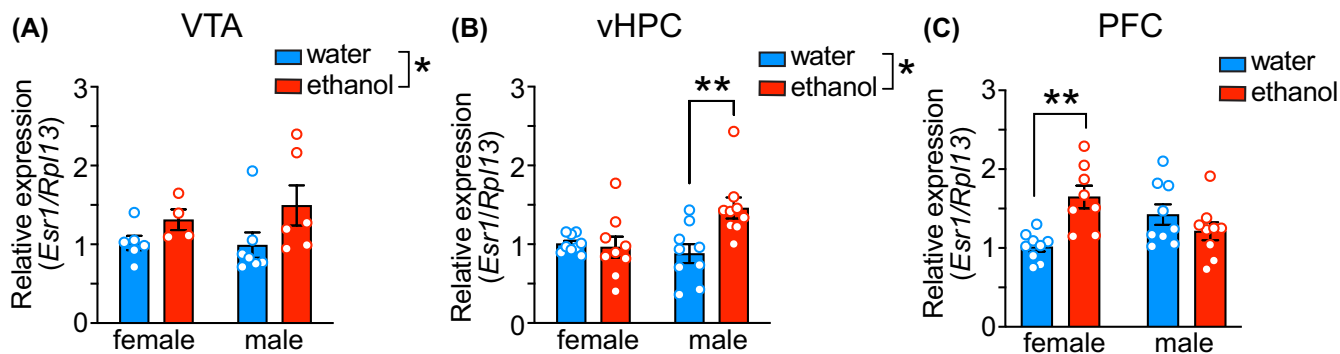 (A) VTA
water
ethanol
*
Relative expression
(Esr1/Rpl13)
3
2
1
0
female male
(B) vHPC
water
ethanol
*
**
Relative expression
(Esr1/Rpl13)
3
2
1
0
female male
(C) PFC
water
ethanol
**
Relative expression
(Esr1/Rpl13)
3
2
1
0
female male